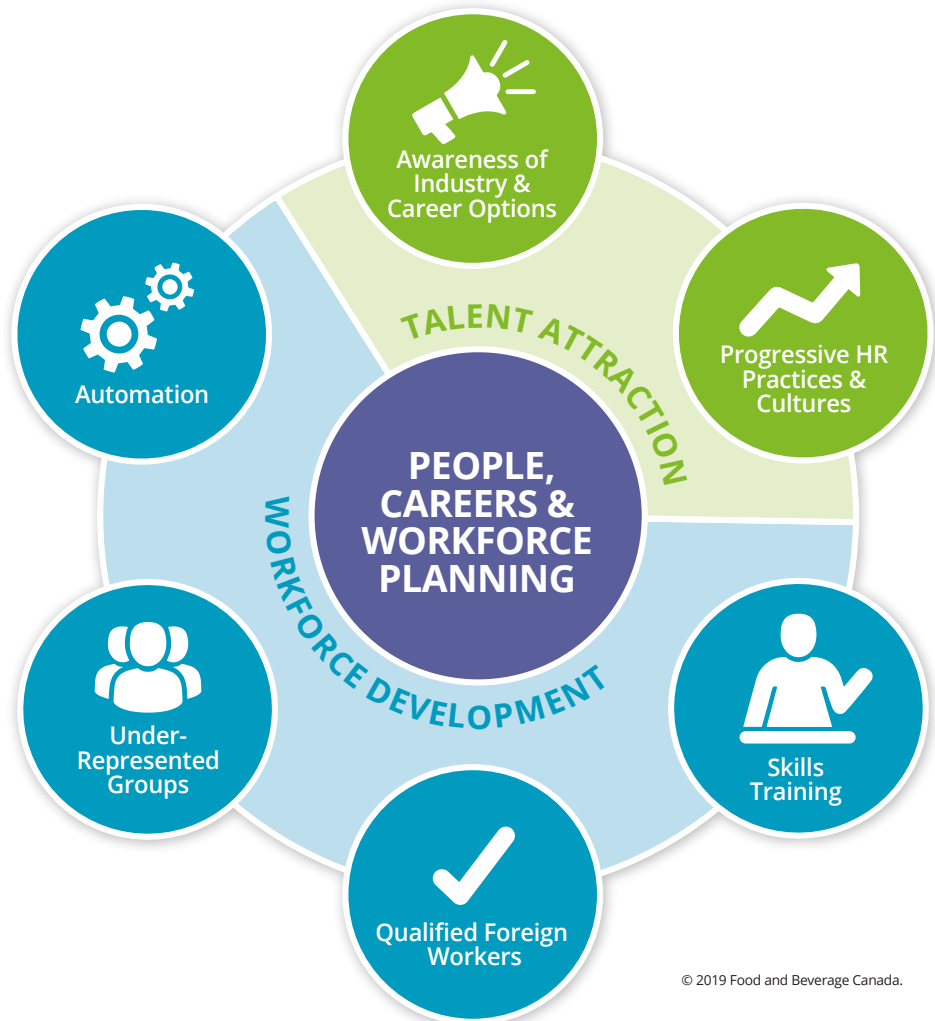 Awareness of
Industry &
Career Options
Progressive HR
Practices &
Cultures
Automation
TALENT ATTRACTION
PEOPLE,
CAREERS &
WORKFORCE
PLANNING
WORKFORCE DEVELOPMENT
Under-
Represented
Groups
Skills
Training
Qualified Foreign
Workers
© 2019 Food and Beverage Canada.